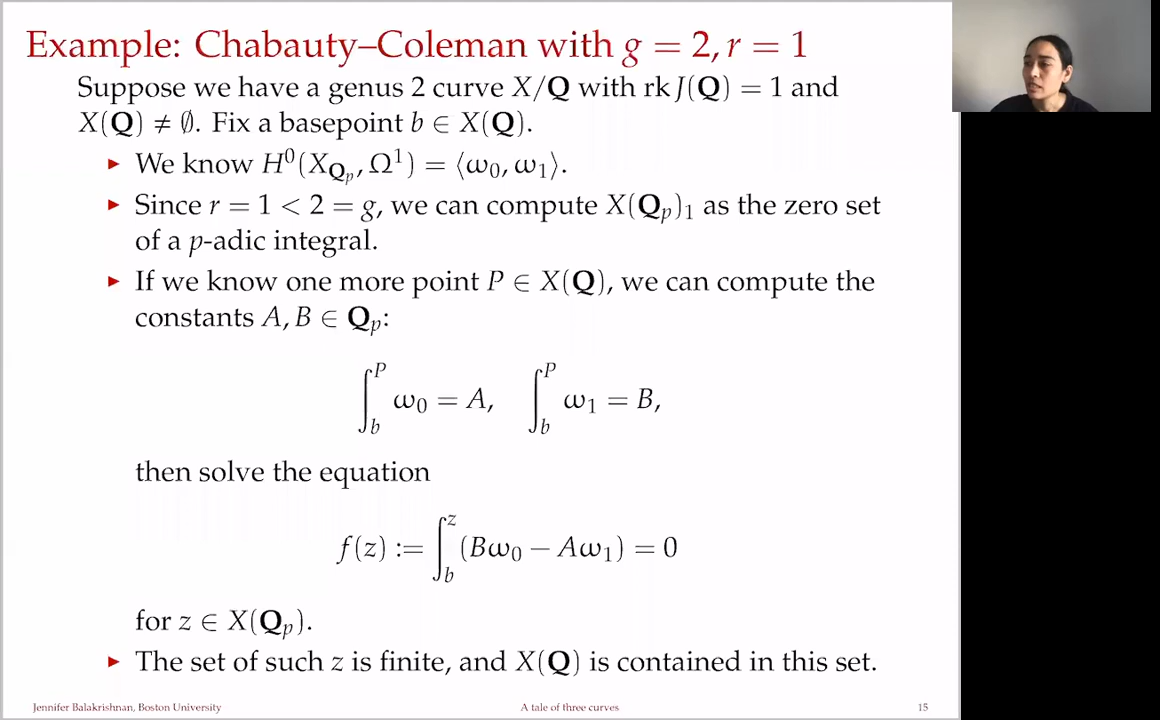 Example: Chabauty–Coleman with g = 2, r = 1
Suppose we have a genus 2 curve X/Q with rk J(Q) = 1 and
X(Q) ≠ ∅. Fix a basepoint b ∈ X(Q).
▸ We know H⁰(X_{Q_p}, Ω¹) = ⟨ω₀, ω₁⟩.
▸ Since r = 1 < 2 = g, we can compute X(Q_p)₁ as the zero set
of a p-adic integral.
▸ If we know one more point P ∈ X(Q), we can compute the
constants A, B ∈ Q_p:
∫_b^P ω₀ = A, ∫_b^P ω₁ = B,
then solve the equation
f(z) := ∫_b^z (Bω₀ − Aω₁) = 0
for z ∈ X(Q_p).
▸ The set of such z is finite, and X(Q) is contained in this set.
Jennifer Balakrishnan, Boston University
A tale of three curves
15